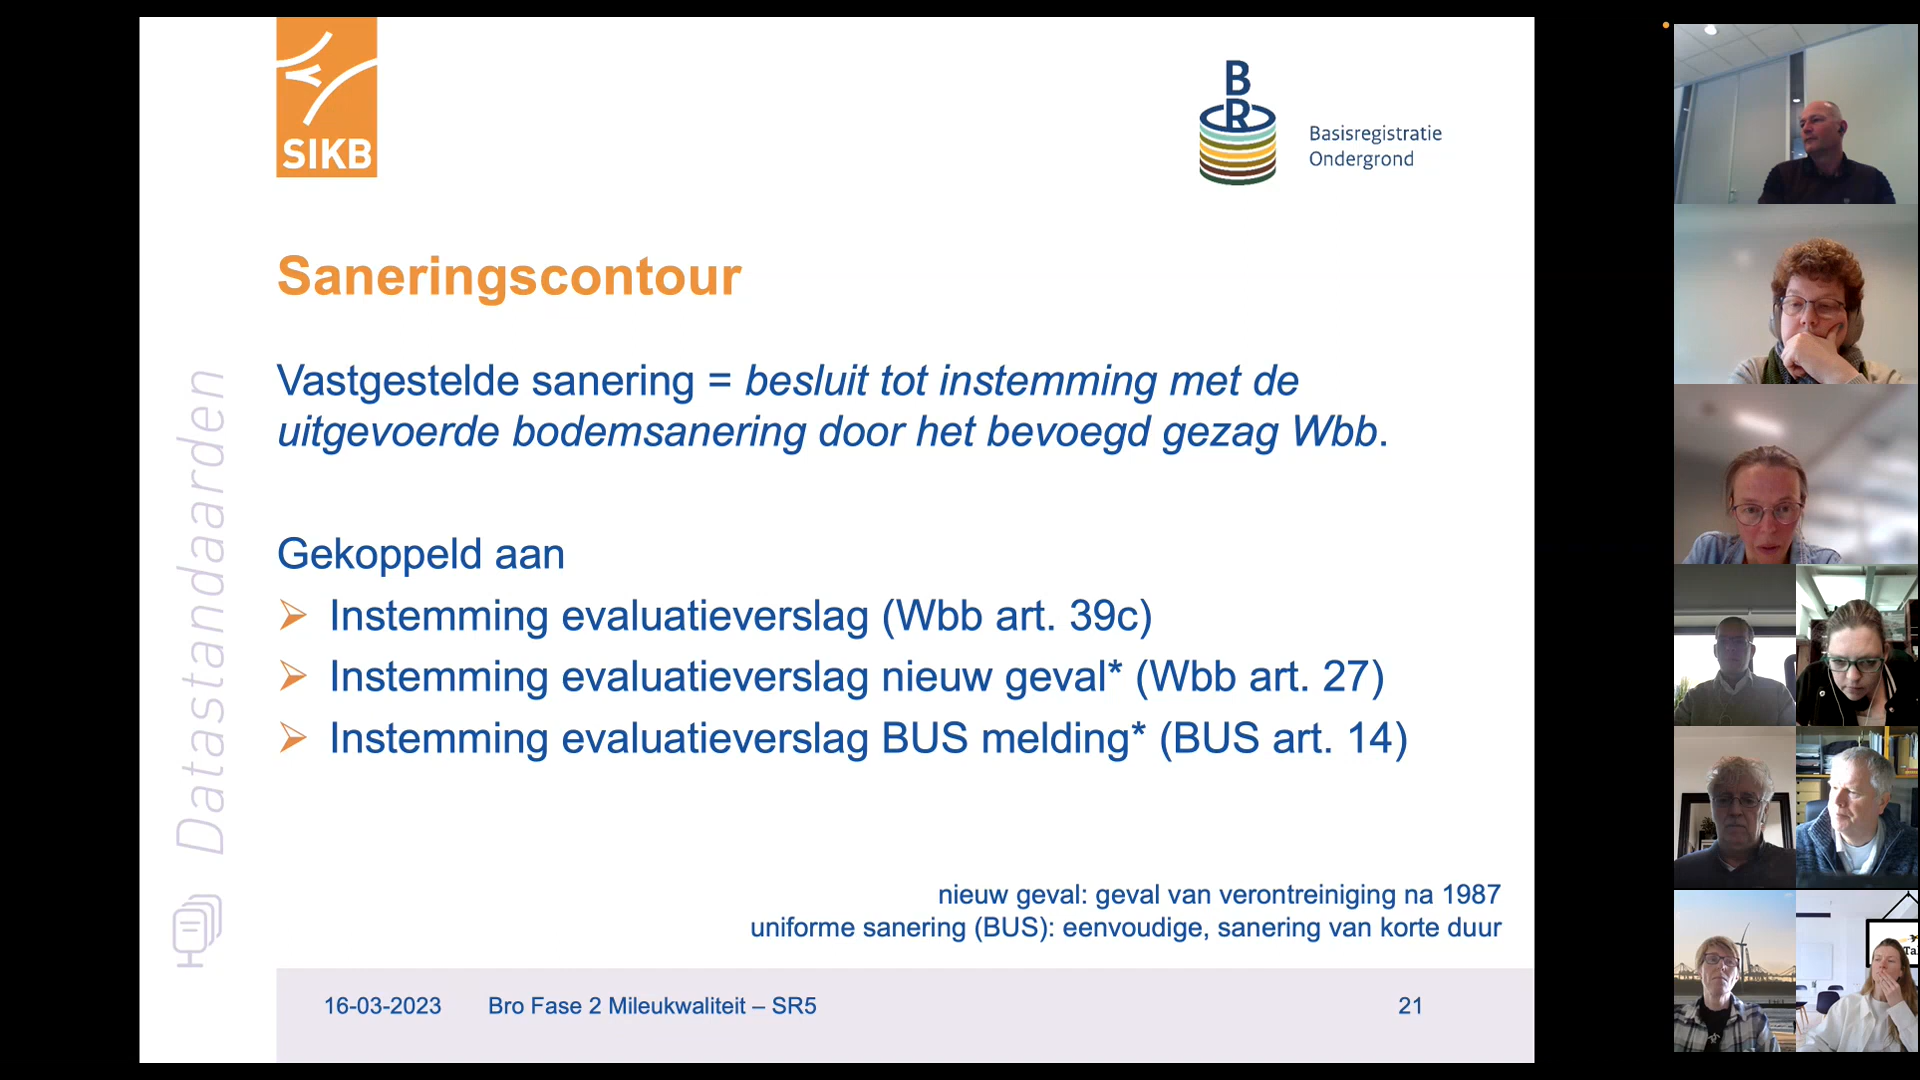 SIKB
B
R
Basisregistratie
Ondergrond
Saneringscontour
Vastgestelde sanering = besluit tot instemming met de
uitgevoerde bodemsanering door het bevoegd gezag Wbb.
Gekoppeld aan
Instemming evaluatieverslag (Wbb art. 39c)
Instemming evaluatieverslag nieuw geval* (Wbb art. 27)
Instemming evaluatieverslag BUS melding* (BUS art. 14)
nieuw geval: geval van verontreiniging na 1987
uniforme sanering (BUS): eenvoudige, sanering van korte duur
Datastandaarden
16-03-2023 Bro Fase 2 Mileukwaliteit – SR5 21